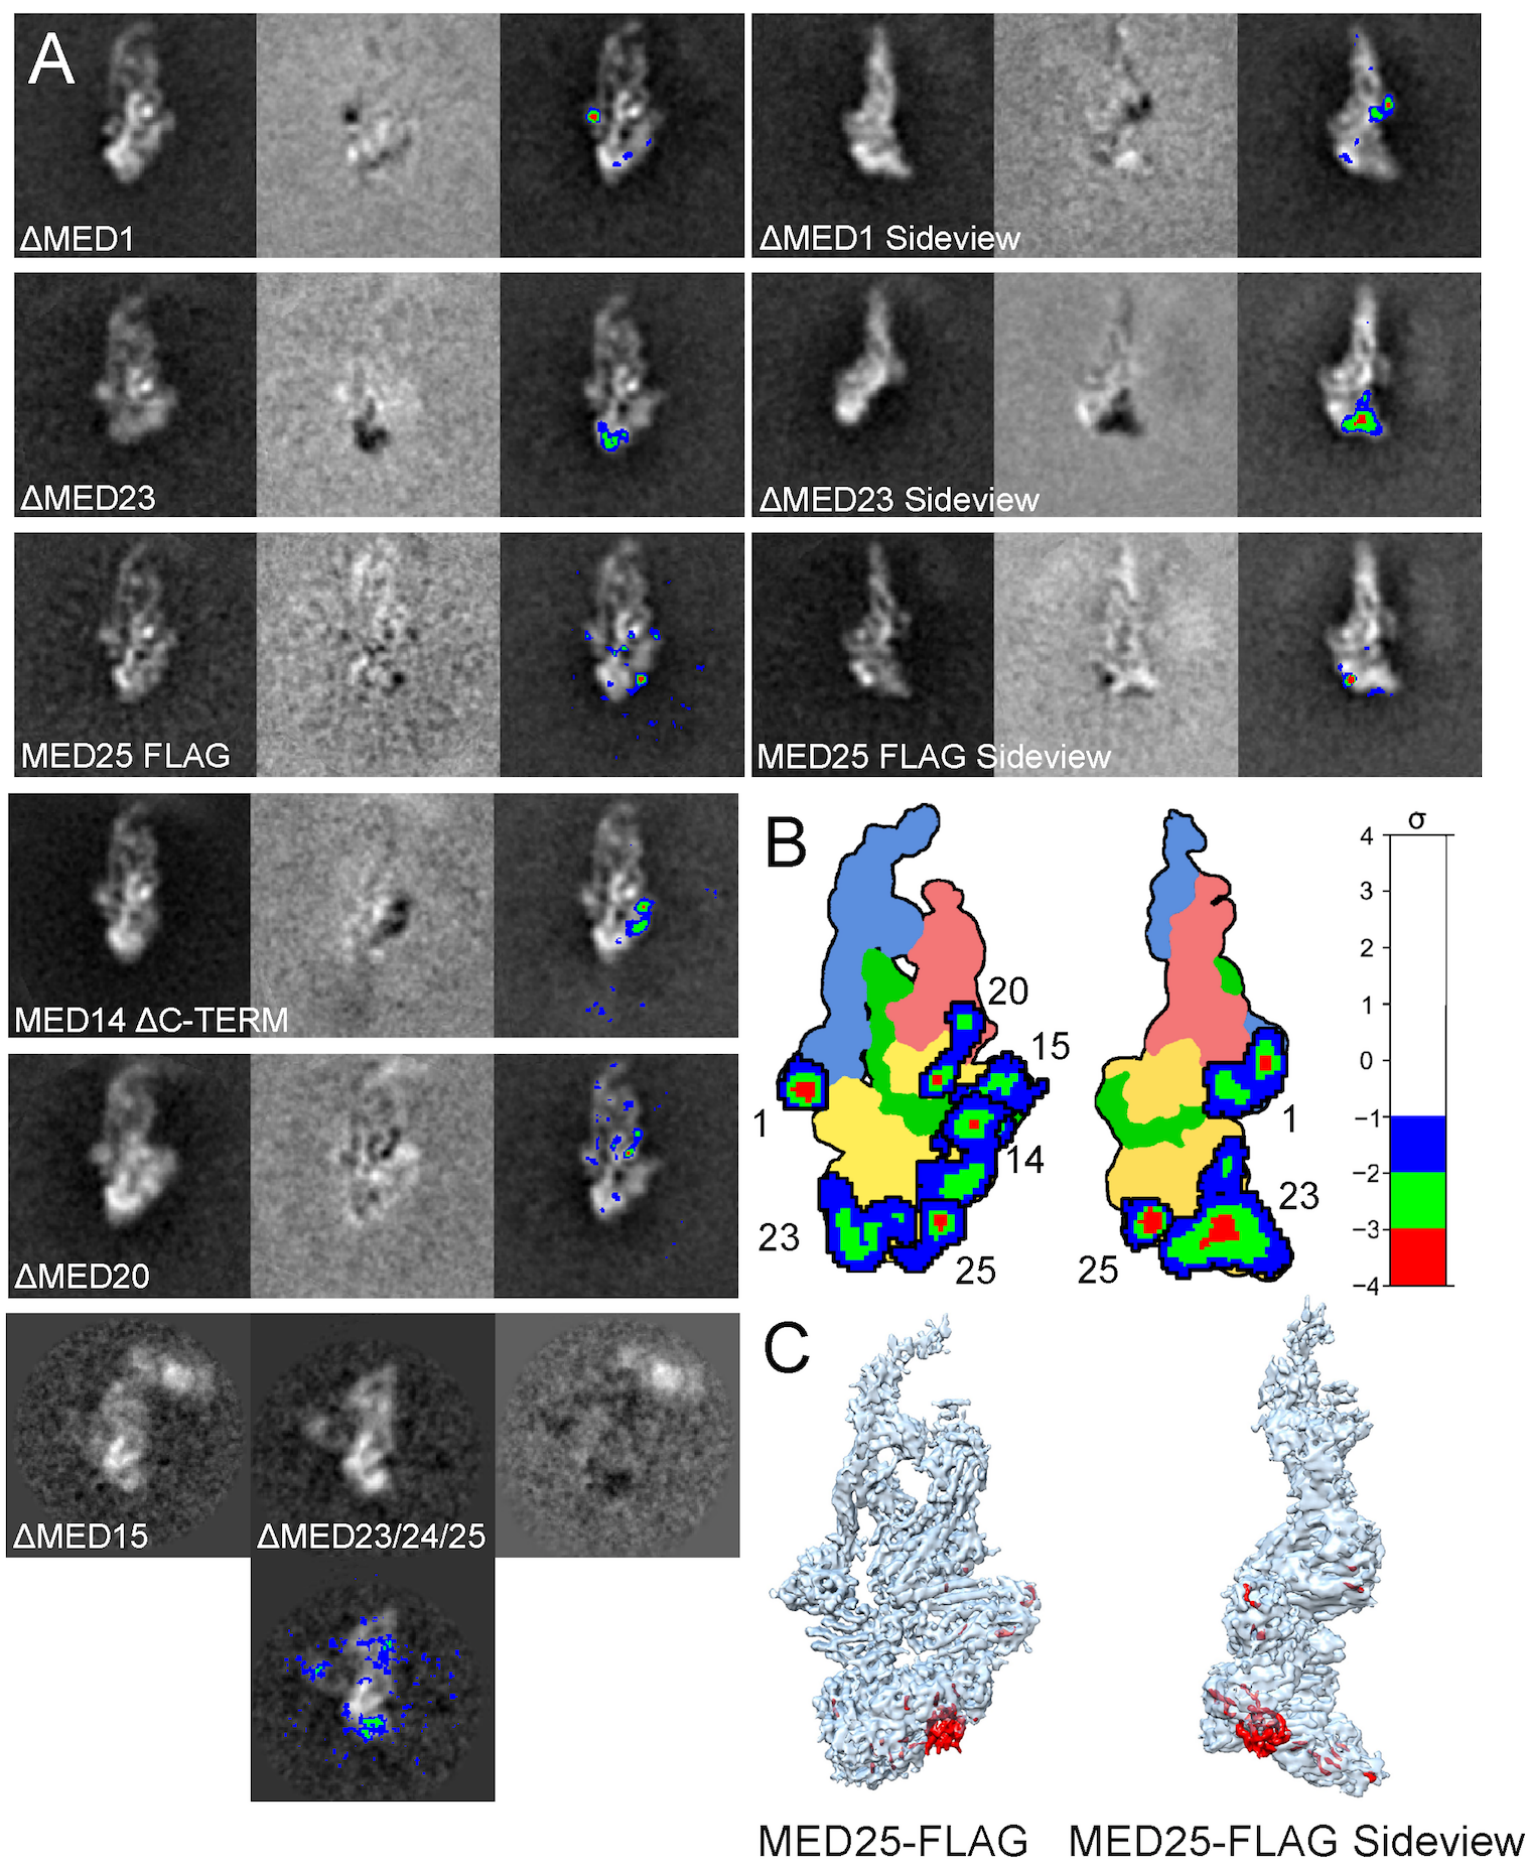 A
ΔMED1
ΔMED1 Sideview
ΔMED23
ΔMED23 Sideview
MED25 FLAG
MED25 FLAG Sideview
MED14 ΔC-TERM
ΔMED20
ΔMED15
ΔMED23/24/25
B
20
15
1
14
23
25
1
23
25
σ
4
3
2
1
0
−1
−2
−3
−4
C
MED25-FLAG
MED25-FLAG Sideview